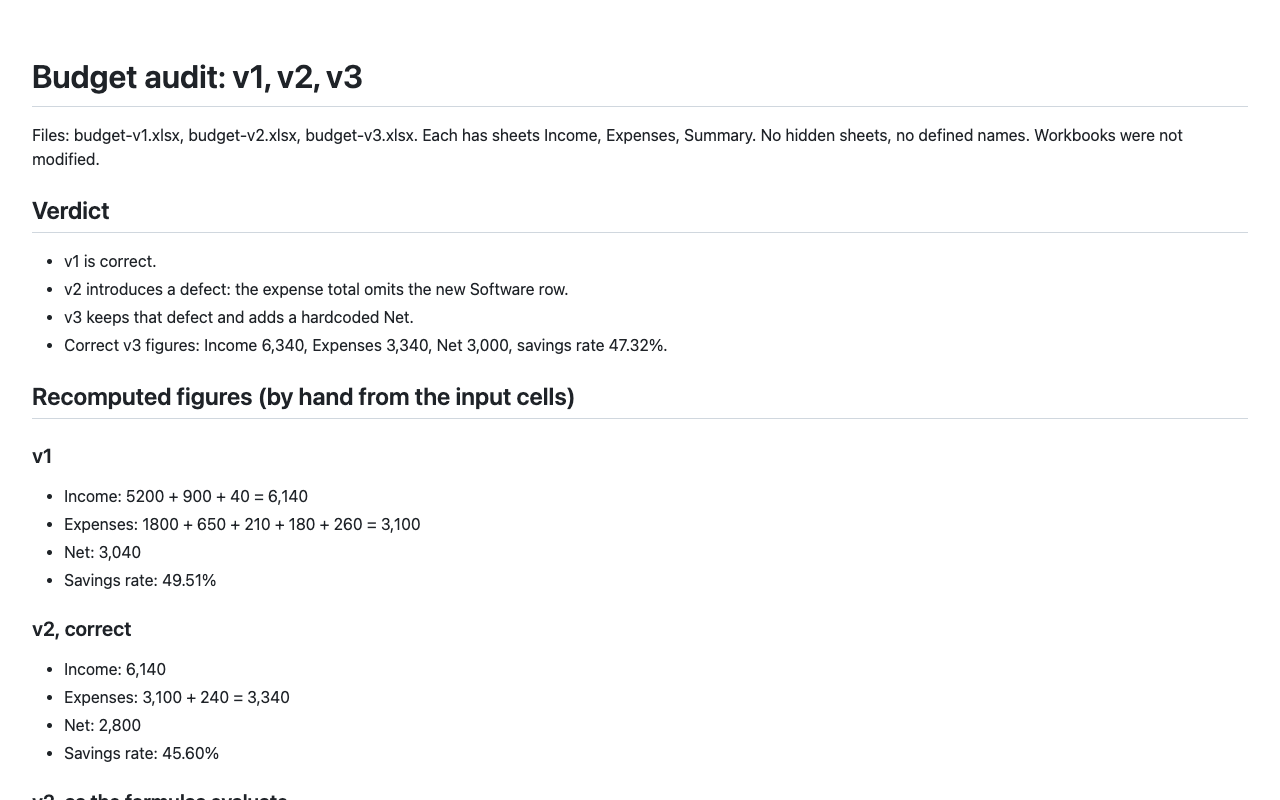 Budget audit: v1, v2, v3
Files: budget-v1.xlsx, budget-v2.xlsx, budget-v3.xlsx. Each has sheets Income, Expenses, Summary. No hidden sheets, no defined names. Workbooks were not
modified.
Verdict
• v1 is correct.
• v2 introduces a defect: the expense total omits the new Software row.
• v3 keeps that defect and adds a hardcoded Net.
• Correct v3 figures: Income 6,340, Expenses 3,340, Net 3,000, savings rate 47.32%.
Recomputed figures (by hand from the input cells)
v1
• Income: 5200 + 900 + 40 = 6,140
• Expenses: 1800 + 650 + 210 + 180 + 260 = 3,100
• Net: 3,040
• Savings rate: 49.51%
v2, correct
• Income: 6,140
• Expenses: 3,100 + 240 = 3,340
• Net: 2,800
• Savings rate: 45.60%
v2, as the formulas evaluate